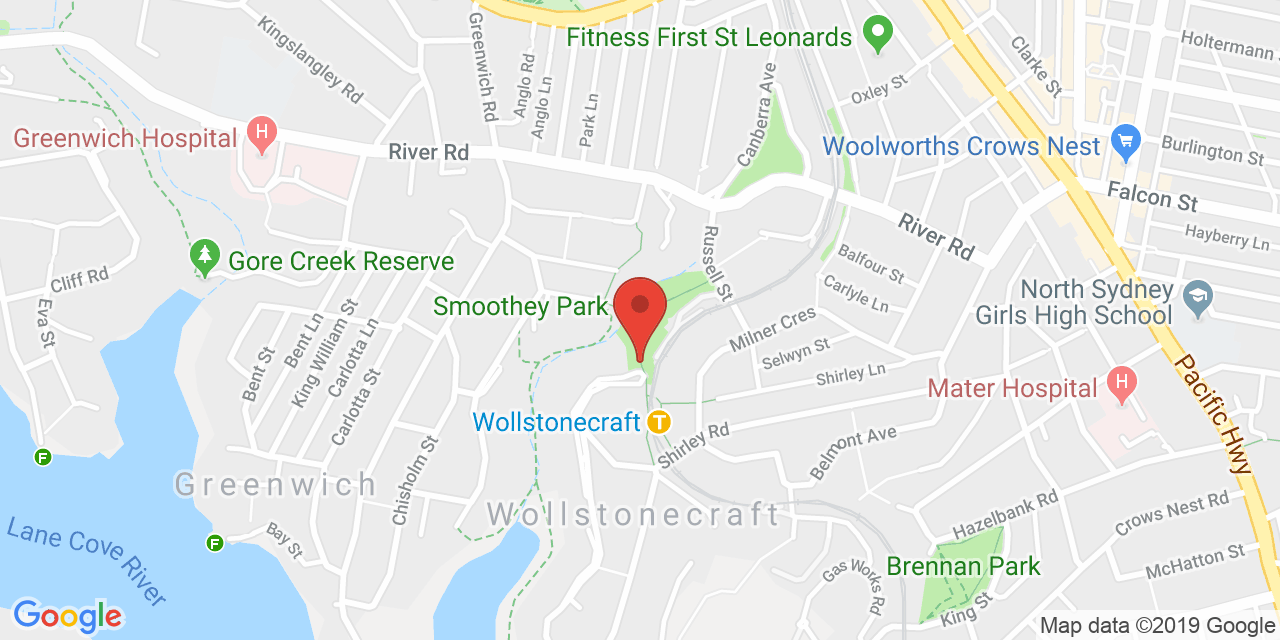 Fitness First St Leonards
Kingslangley Rd
Greenwich Rd
Anglo Rd
Anglo Ln
Park Ln
Canberra Ave
Oxley St
Clarke St
Holtermann St
Greenwich Hospital
H
River Rd
Woolworths Crows Nest
Burlington St
Falcon St
Hayberry Ln
River Rd
Russell St
Balfour St
Carlyle Ln
Gore Creek Reserve
Cliff Rd
Eva St
Smoothey Park
North Sydney
Girls High School
Milner Cres
Selwyn St
Shirley Ln
Bent Ln
King William St
Carlotta Ln
Bent St
Carlotta St
Mater Hospital
H
Pacific Hwy
Wollstonecraft
T
Shirley Rd
Belmont Ave
Chisholm St
F
Greenwich
Wollstonecraft
Hazelbank Rd
Crows Nest Rd
McHatton St
Lane Cove River
F
Bay St
Gas Works Rd
Brennan Park
King St
Google
Map data ©2019 Google